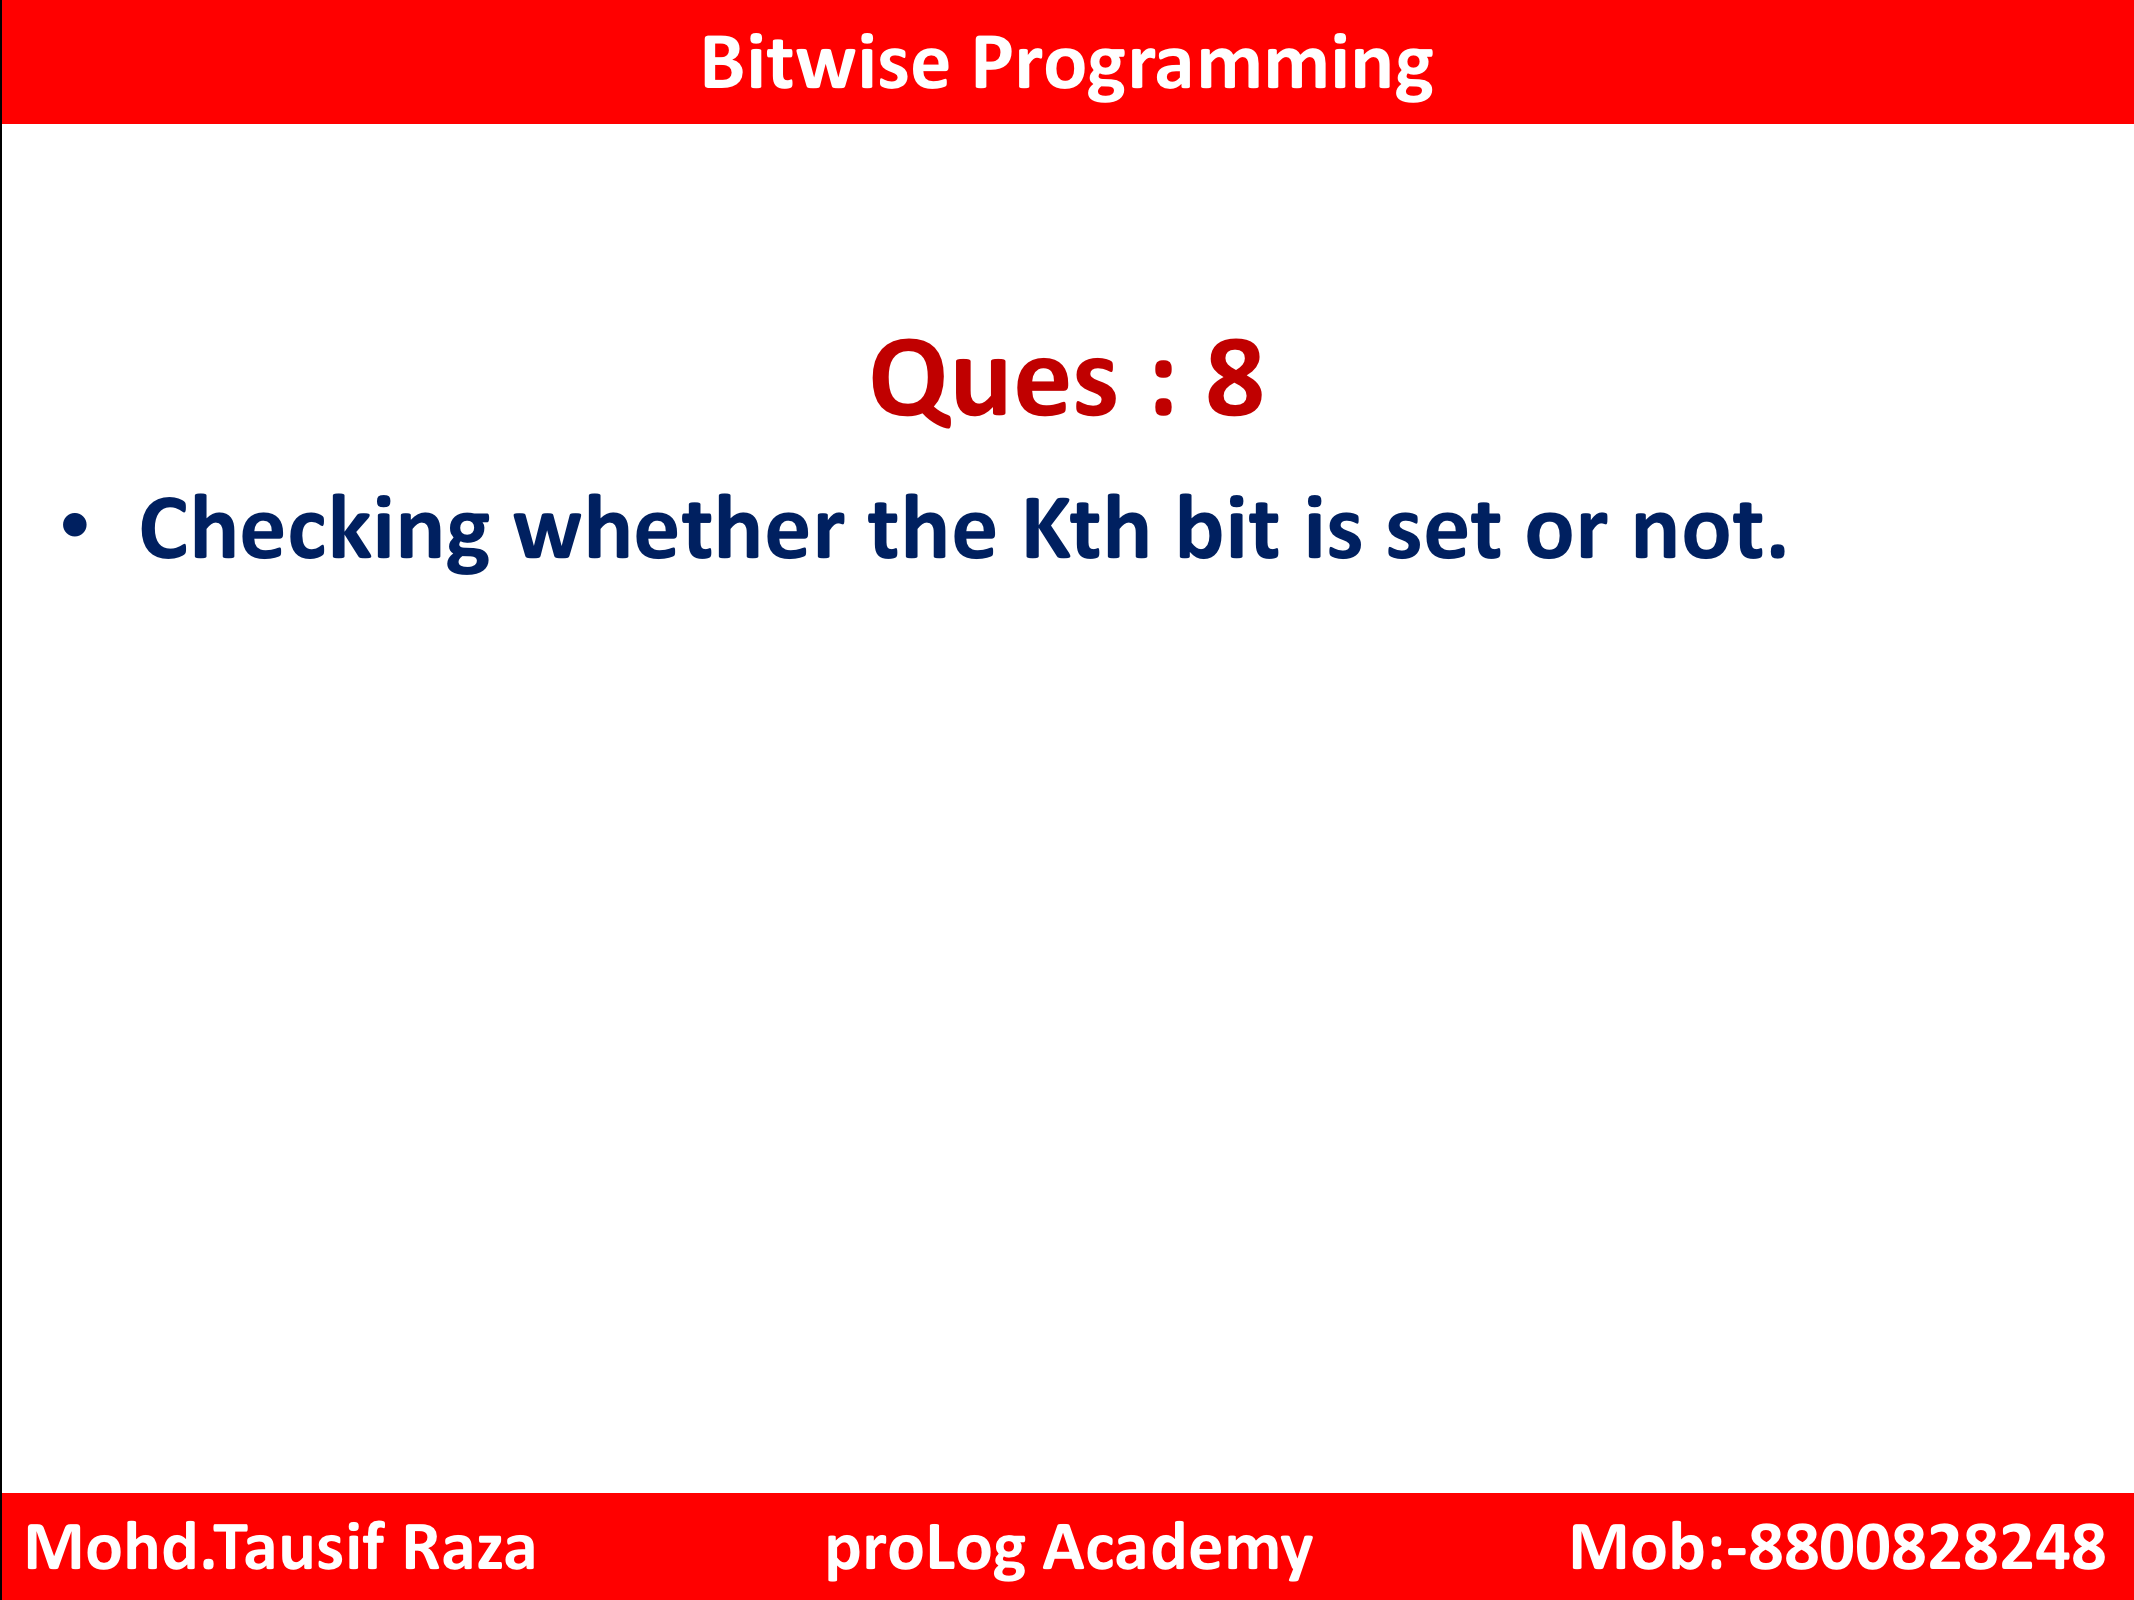 Bitwise Programming
Ques : 8
• Checking whether the Kth bit is set or not.
Mohd.Tausif Raza proLog Academy Mob:-8800828248